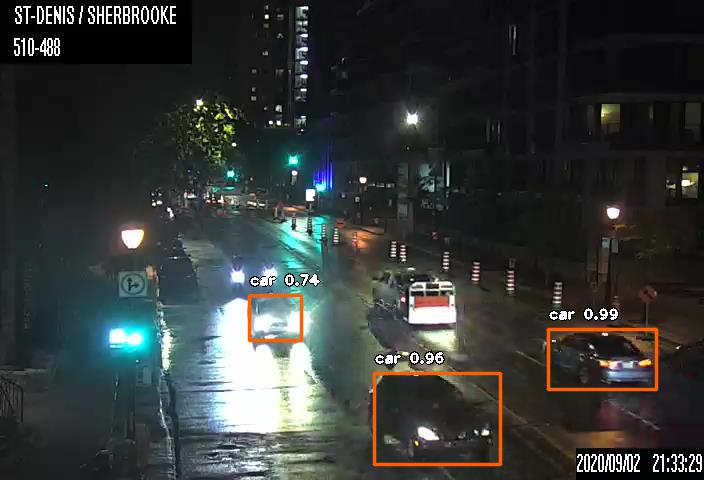 ST-DENIS / SHERBROOKE
510-488
car 0.74
car 0.99
car 0.96
2020/09/02 21:33:29